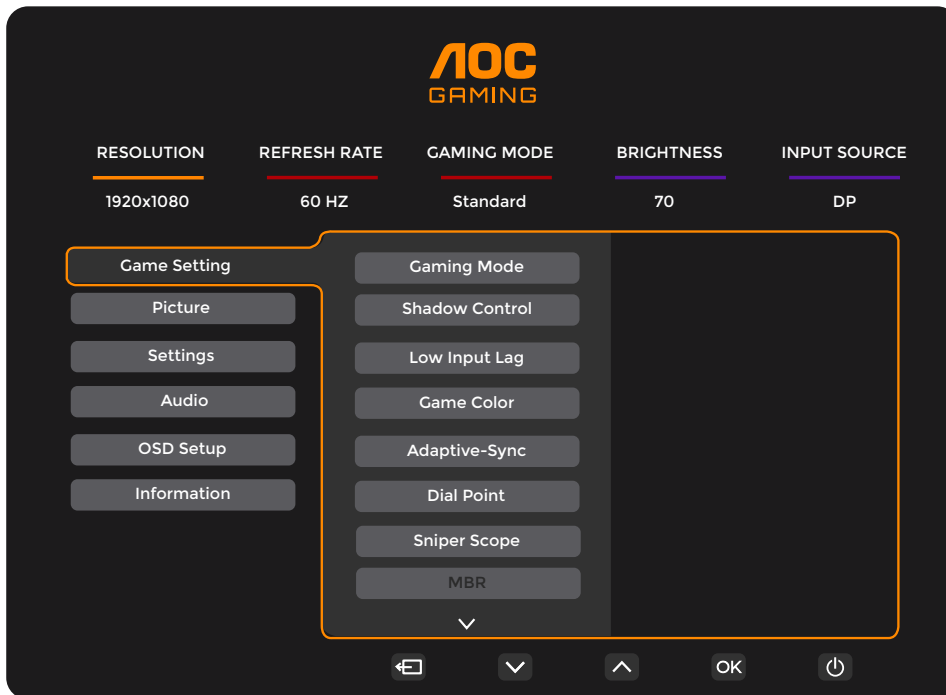 AOC
GAMING
RESOLUTION REFRESH RATE GAMING MODE BRIGHTNESS INPUT SOURCE
1920x1080 60 HZ Standard 70 DP
Game Setting
Picture
Settings
Audio
OSD Setup
Information
Gaming Mode
Shadow Control
Low Input Lag
Game Color
Adaptive-Sync
Dial Point
Sniper Scope
MBR
OK